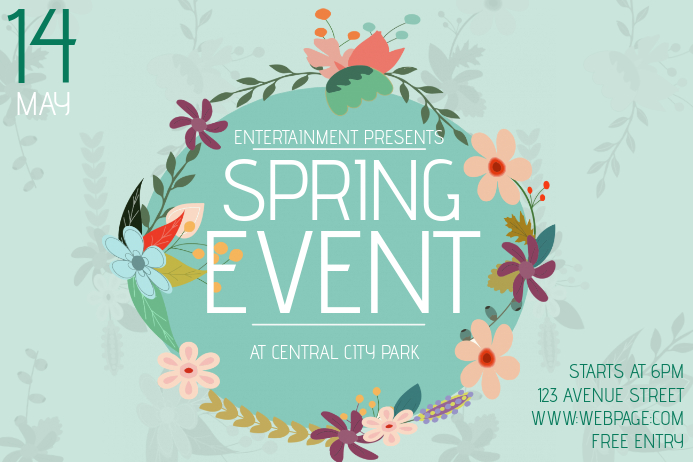 14
MAY
ENTERTAINMENT PRESENTS
SPRING
EVENT
AT CENTRAL CITY PARK
STARTS AT 6PM
123 AVENUE STREET
WWW.WEBPAGE.COM
FREE ENTRY